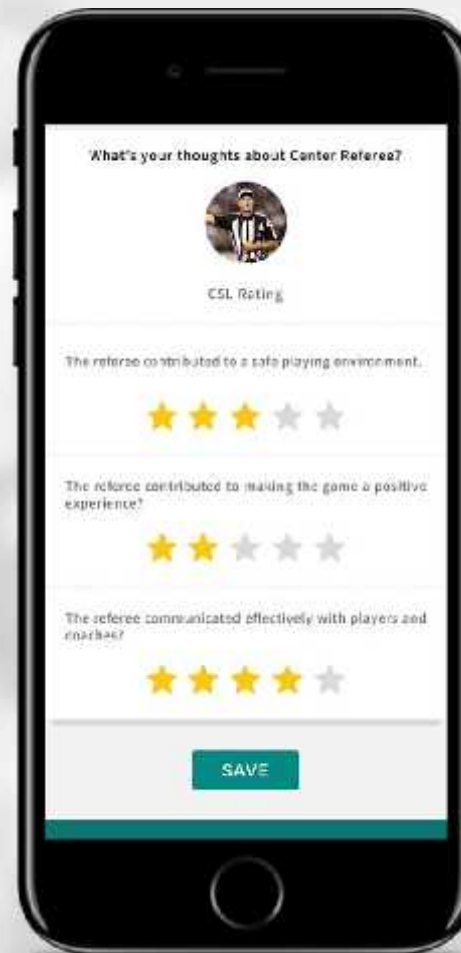 What's your thoughts about Center Referee?
CSL Rating
The referee contributed to a safe playing environment.
The referee contributed to making the game a positive
experience?
The referee communicated effectively with players and
coaches?
SAVE